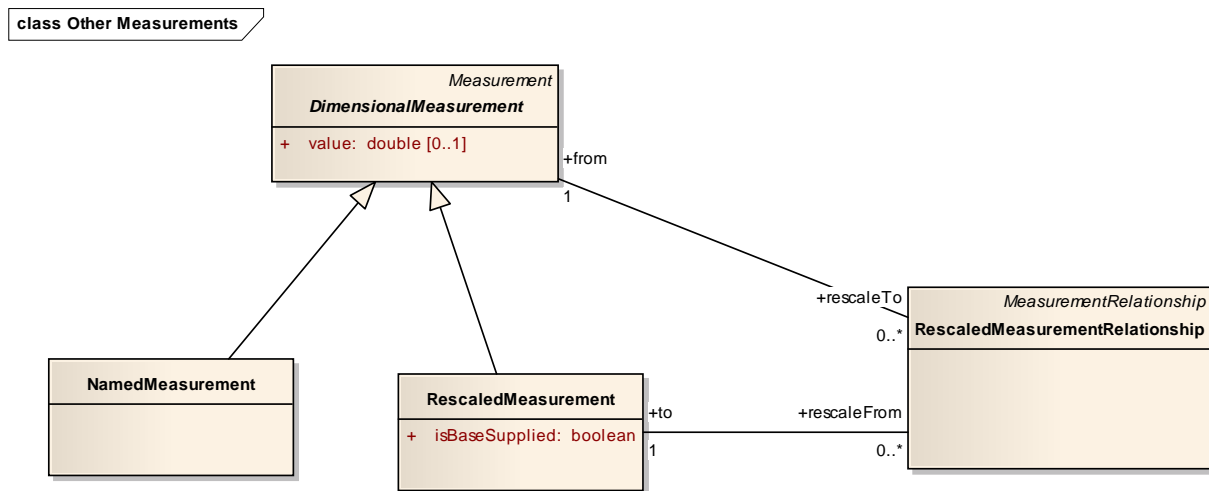 class Other Measurements
Measurement
DimensionalMeasurement
+ value: double [0..1]
+from
1
+rescaleTo
0..*
MeasurementRelationship
RescaledMeasurementRelationship
NamedMeasurement
RescaledMeasurement
+ isBaseSupplied: boolean
+to
1
+rescaleFrom
0..*